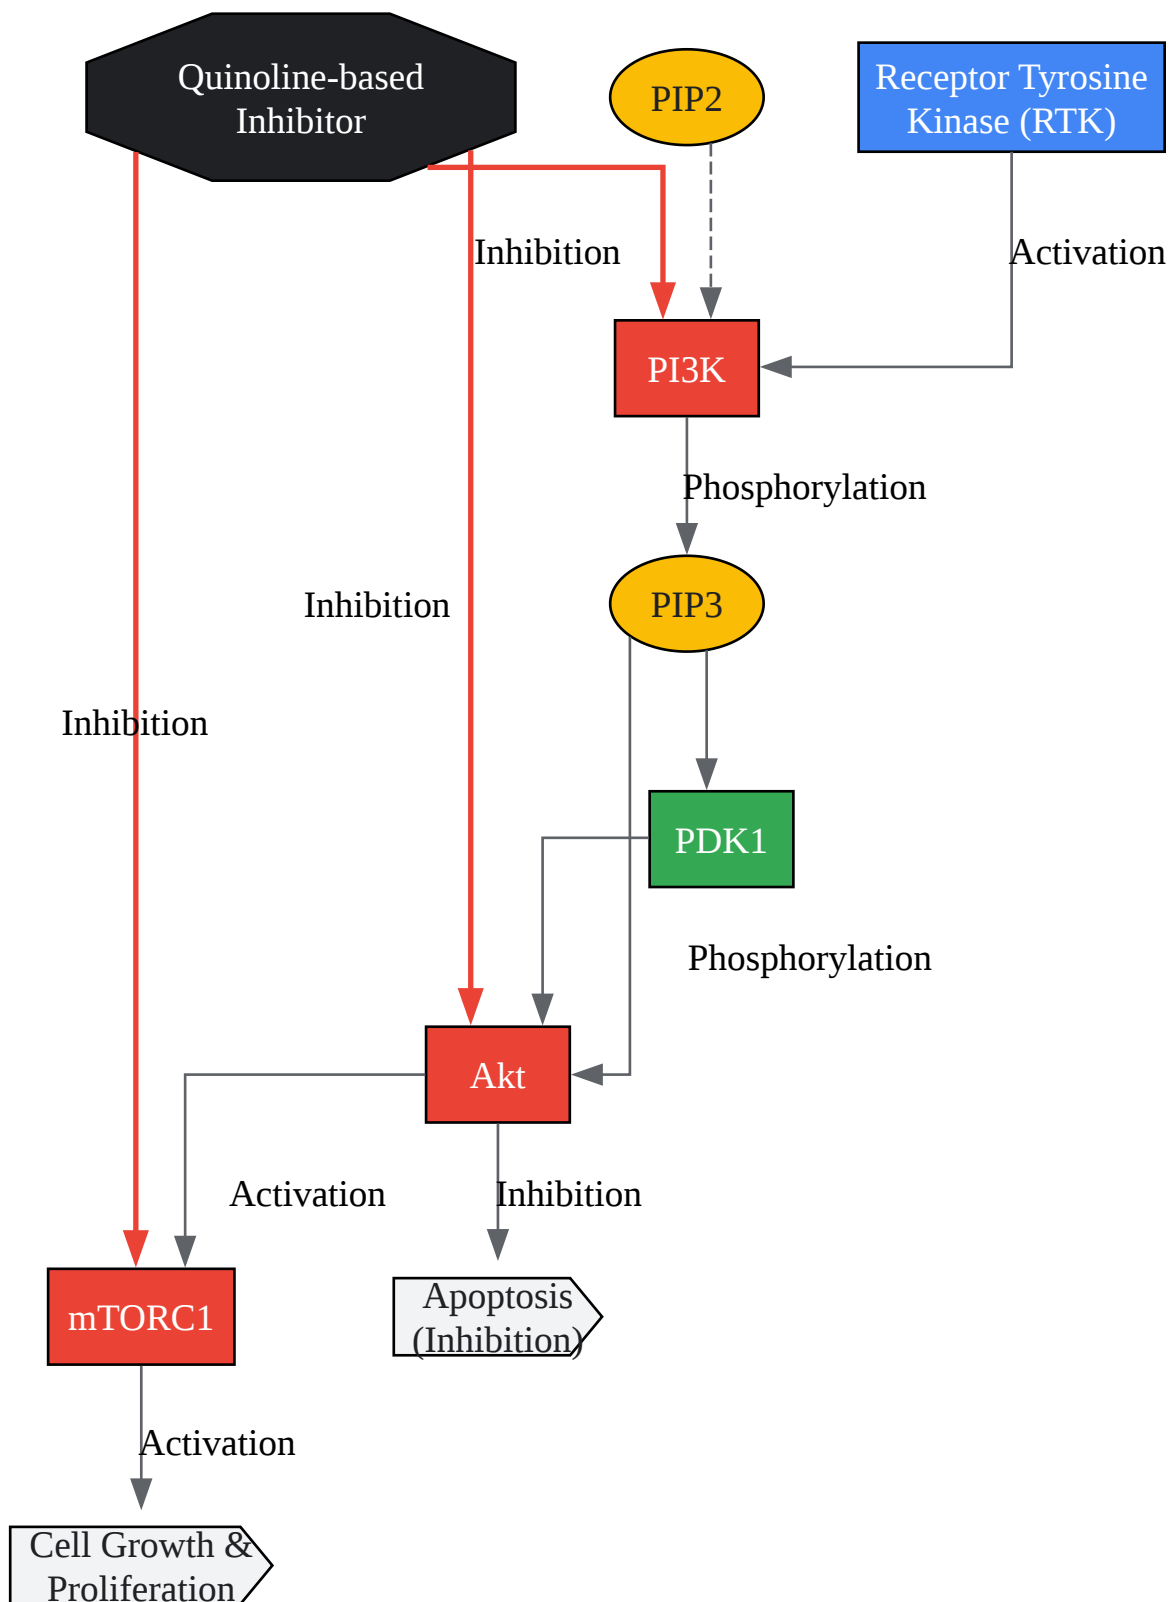 Quinoline-based
Inhibitor
PIP2
Receptor Tyrosine
Kinase (RTK)
Inhibition
Activation
PI3K
Phosphorylation
PIP3
Inhibition
Inhibition
PDK1
Phosphorylation
Akt
Activation
Inhibition
mTORC1
Apoptosis
(Inhibition)
Activation
Cell Growth &
Proliferation